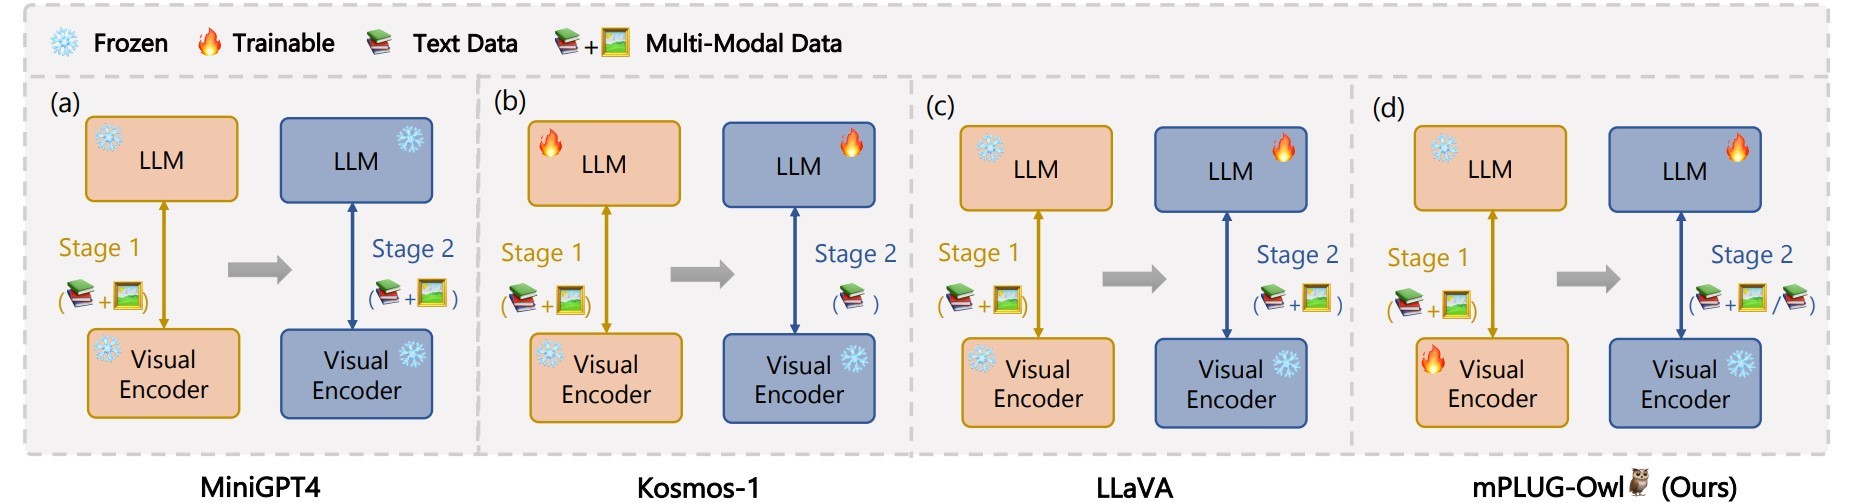 Frozen Trainable Text Data + Multi-Modal Data
(a)
LLM
LLM
Stage 1
(+)
Stage 2
(+)
Visual
Encoder
Visual
Encoder
MiniGPT4
(b)
LLM
LLM
Stage 1
(+)
Stage 2
()
Visual
Encoder
Visual
Encoder
Kosmos-1
(c)
LLM
LLM
Stage 1
(+)
Stage 2
(+)
Visual
Encoder
Visual
Encoder
LLaVA
(d)
LLM
LLM
Stage 1
(+)
Stage 2
(+/)
Visual
Encoder
Visual
Encoder
mPLUG-Owl (Ours)